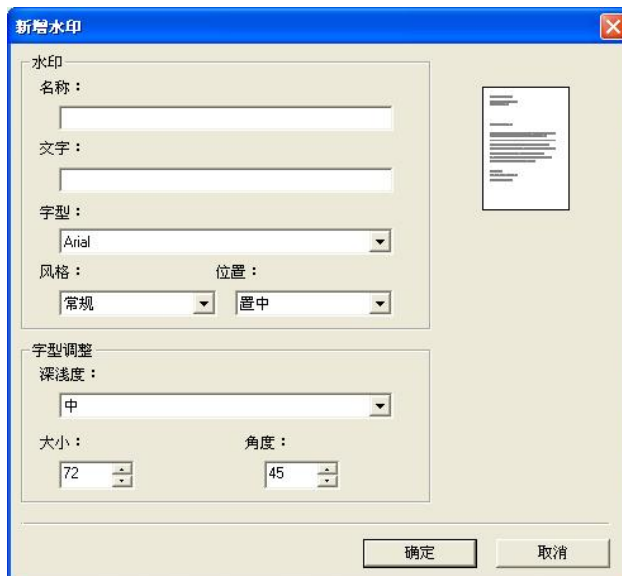 新增水印
水印
名称：
文字：
字型：
Arial
风格： 位置：
常规 置中
字型调整
深浅度：
中
大小： 角度：
72 45
确定 取消